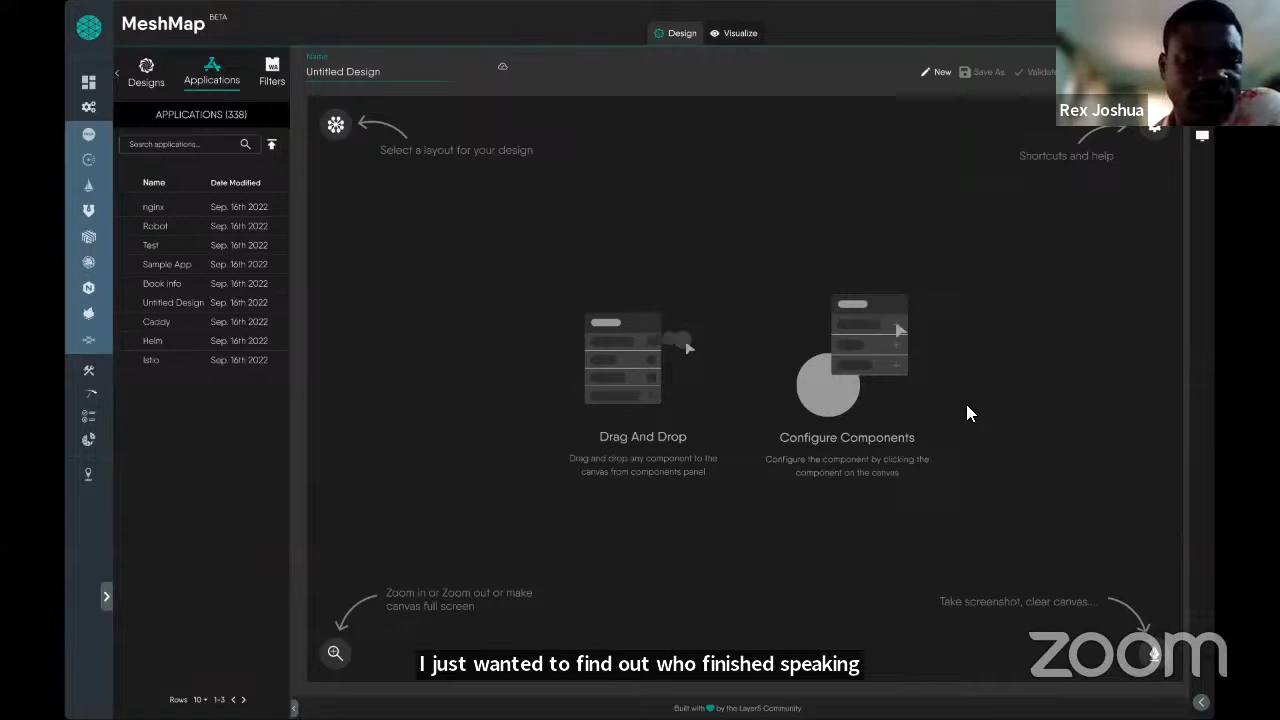 MeshMap BETA
Design
Visualize
Rex Joshua
Designs
Applications
Filters
Name
Untitled Design
New
Save As
Validate
APPLICATIONS (338)
Search applications...
Select a layout for your design
Shortcuts and help
Name Date Modified
nginx Sep. 16th 2022
Robot Sep. 16th 2022
Test Sep. 16th 2022
Sample App Sep. 16th 2022
Book info Sep. 16th 2022
Untitled Design Sep. 16th 2022
Caddy Sep. 16th 2022
Helm Sep. 16th 2022
Istio Sep. 16th 2022
Drag And Drop
Drag and drop any component to the
canvas from components panel
Configure Components
Configure the component by clicking the
component on the canvas
Zoom in or Zoom out or make
canvas full screen
Take screenshot, clear canvas....
I just wanted to find out who finished speaking
zoom
Rows 10 1-3
Built with by the Layer5 Community